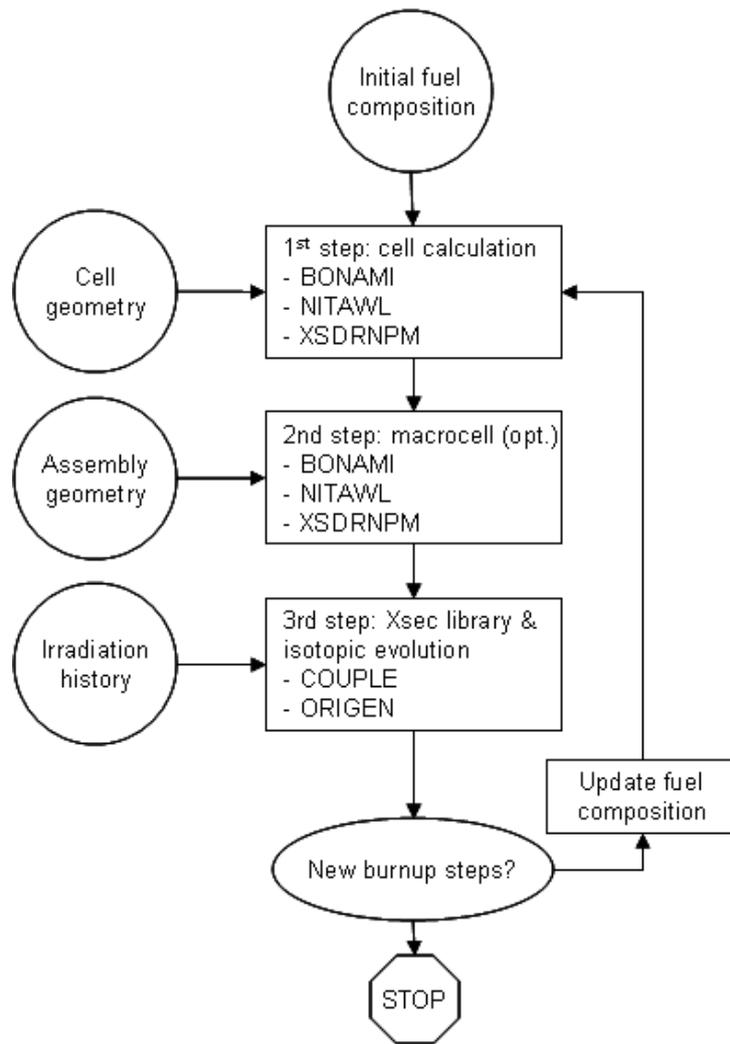 Initial fuel
composition
Cell
geometry
1st step: cell calculation
- BONAMI
- NITAWL
- XSDRNPM
Assembly
geometry
2nd step: macrocell (opt.)
- BONAMI
- NITAWL
- XSDRNPM
Irradiation
history
3rd step: Xsec library &
isotopic evolution
- COUPLE
- ORIGEN
Update fuel
composition
New burnup steps?
STOP